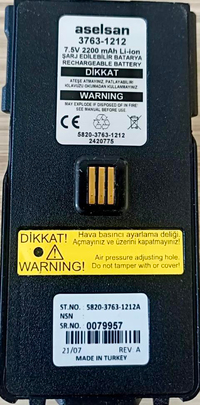 aselsan
3763-1212
7.5V 2200 mAh Li-ion
ŞARJ EDİLEBİLİR BATARYA
RECHARGEABLE BATTERY
DİKKAT
ATEŞE ATMAYINIZ, PATLAYABİLİR
KILAVUZU OKUMADAN KULLANMAYINIZ
WARNING
MAY EXPLODE IF DISPOSED OF IN FIRE
SEE MANUAL BEFORE USE
5820-3763-1212
2420775
DİKKAT!
WARNING!
Hava basıncı ayarlama deliği.
Açmayınız ve üzerini kapatmayınız!
Air pressure adjusting hole.
Do not tamper with or cover!
ST.NO. 5820-3763-1212A
NSN
SR.NO. 0079957
21/07 REV A
MADE IN TURKEY